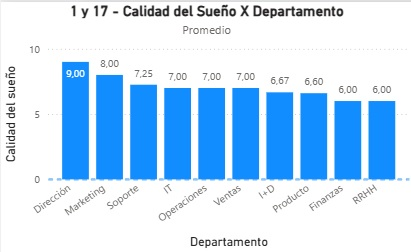 1 y 17 - Calidad del Sueño X Departamento
Promedio
Calidad del sueño
10
5
0
9,00
8,00
7,25
7,00
7,00
7,00
6,67
6,60
6,00
6,00
Dirección
Marketing
Soporte
IT
Operaciones
Ventas
I+D
Producto
Finanzas
RRHH
Departamento